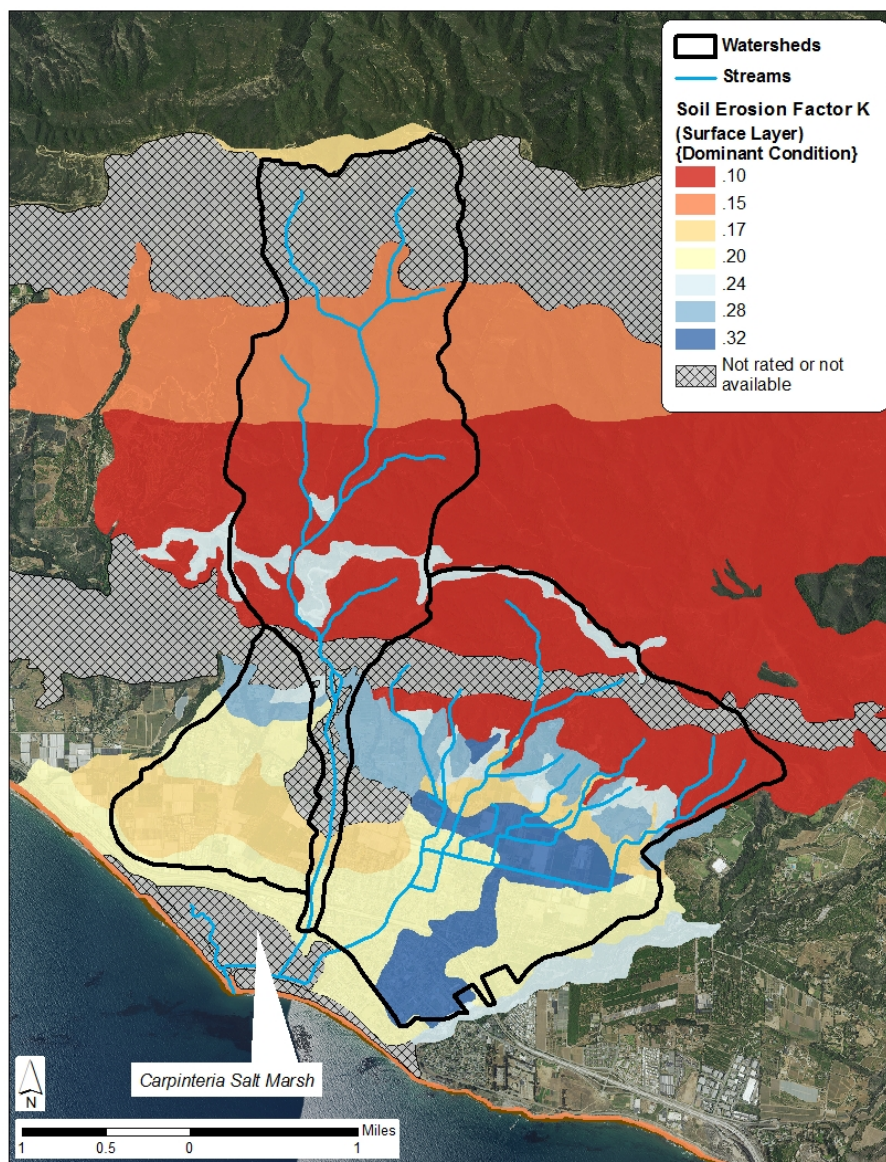 Watersheds
Streams
Soil Erosion Factor K
(Surface Layer)
{Dominant Condition}
.10
.15
.17
.20
.24
.28
.32
Not rated or not
available
Carpinteria Salt Marsh
N
Miles
1 0.5 0 1